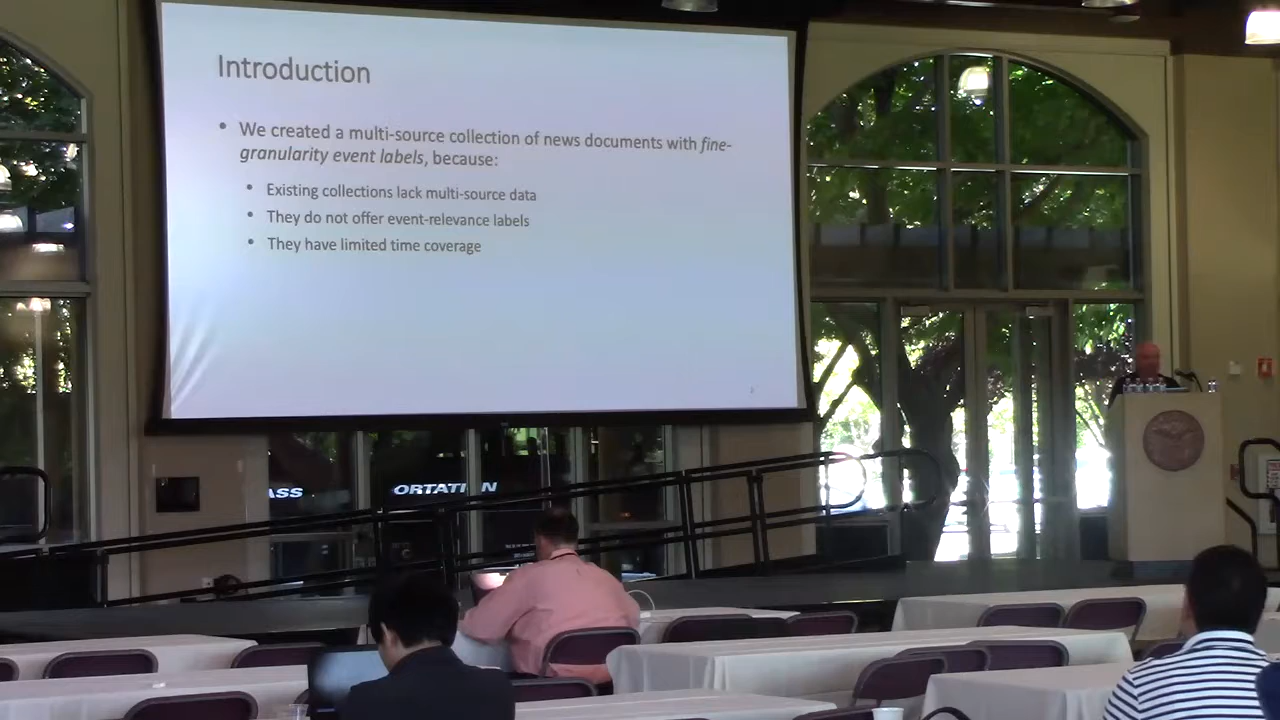 Introduction
• We created a multi-source collection of news documents with fine-
granularity event labels, because:
• Existing collections lack multi-source data
• They do not offer event-relevance labels
• They have limited time coverage
ASS
ORTATI N